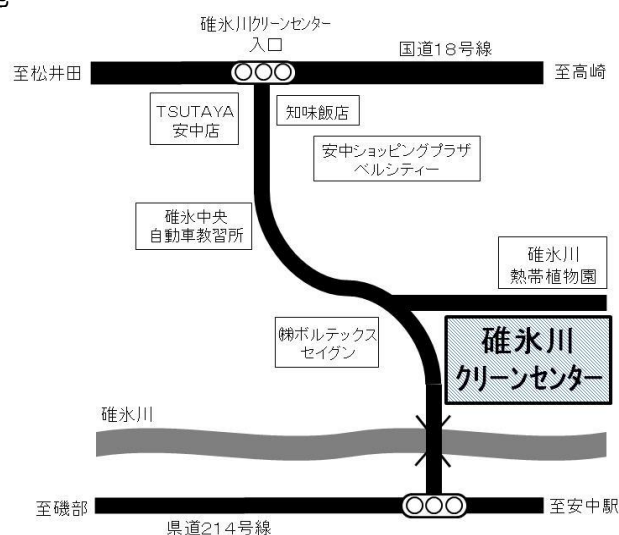 碓氷川クリーンセンター
入口
国道18号線
至松井田
至高崎
TSUTAYA
安中店
知味飯店
安中ショッピングプラザ
ベルシティー
碓氷中央
自動車教習所
碓氷川
熱帯植物園
㈱ボルテックス
セイグン
碓氷川
クリーンセンター
碓氷川
至磯部
至安中駅
県道214号線